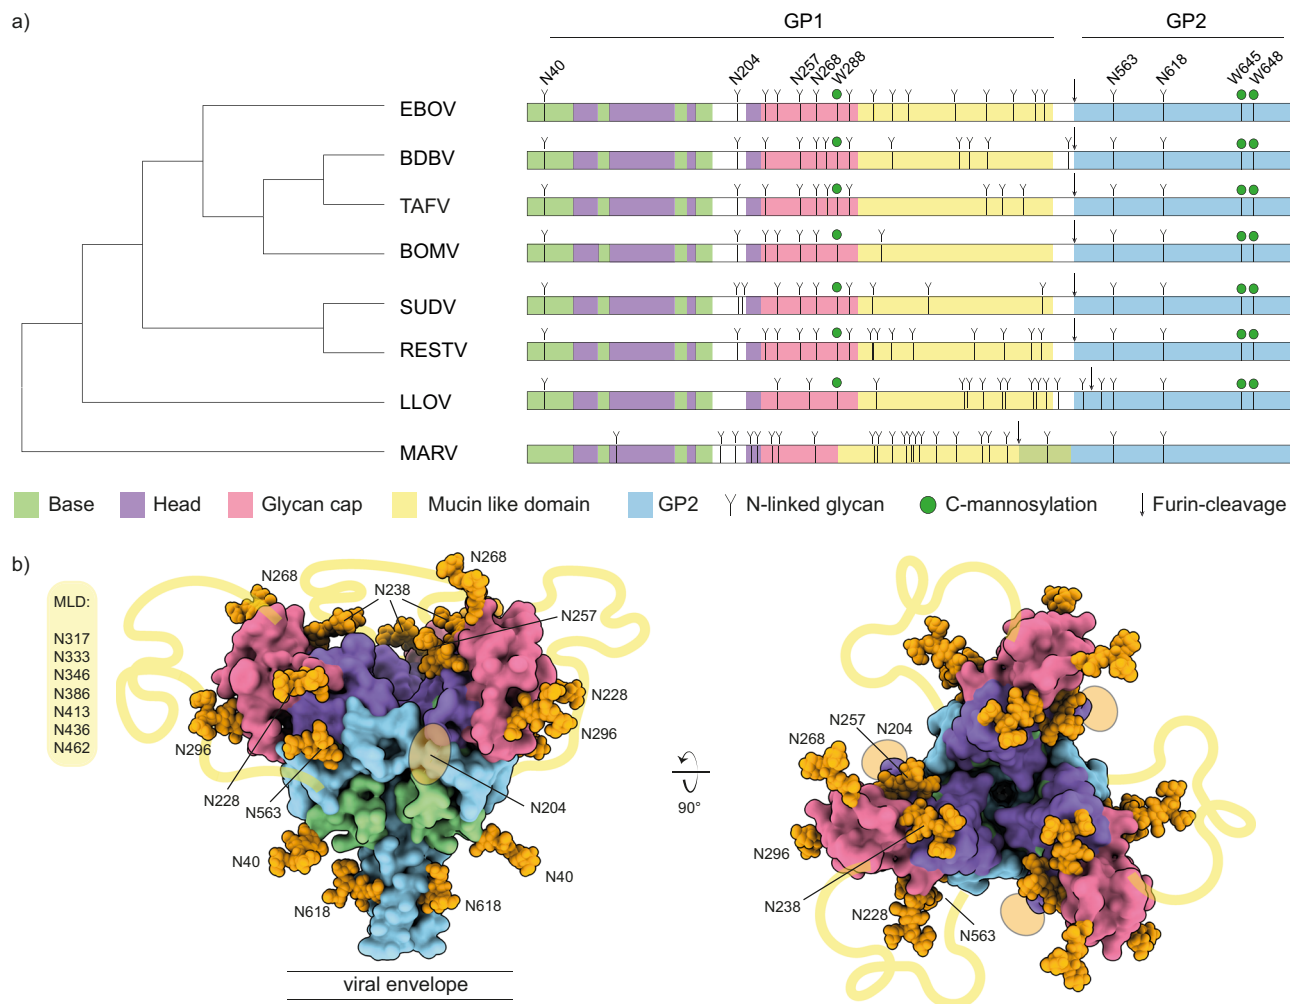 a)
GP1
GP2
N40
N204
N257
N268
W288
N563
N618
W645
W648
EBOV
BDBV
TAFV
BOMV
SUDV
RESTV
LLOV
MARV
Base
Head
Glycan cap
Mucin like domain
GP2
N-linked glycan
C-mannosylation
Furin-cleavage
b)
MLD:
N317
N333
N346
N386
N413
N436
N462
N268
N238
N268
N257
N228
N296
N296
N228
N563
N204
N40
N40
N618
N618
viral envelope
90°
N257
N204
N268
N296
N238
N228
N563